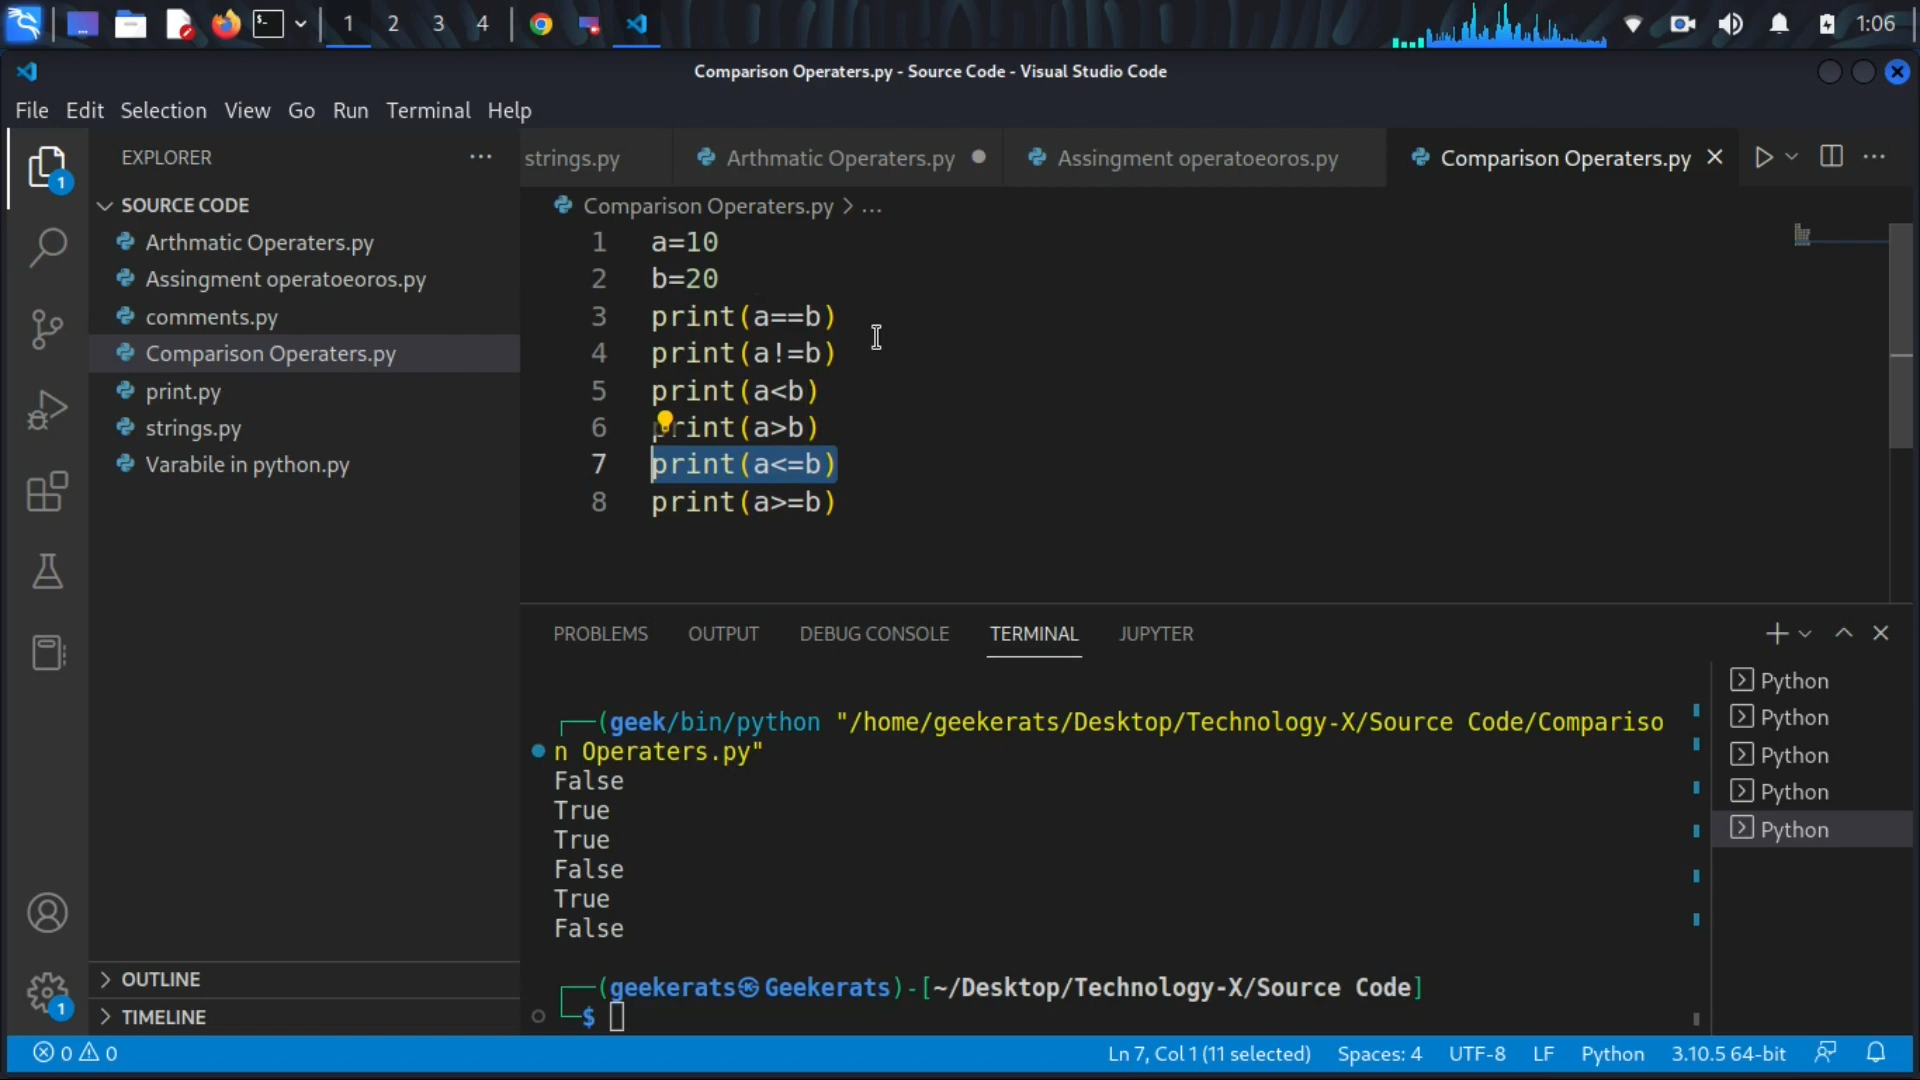 1 2 3 4 1:06
Comparison Operaters.py - Source Code - Visual Studio Code
File Edit Selection View Go Run Terminal Help
EXPLORER
SOURCE CODE
Arthmatic Operaters.py
Assingment operatoeoros.py
comments.py
Comparison Operaters.py
print.py
strings.py
Varabile in python.py
OUTLINE
TIMELINE
strings.py Arthmatic Operaters.py Assingment operatoeoros.py Comparison Operaters.py
Comparison Operaters.py > ...
1 a=10
2 b=20
3 print(a==b)
4 print(a!=b)
5 print(a<b)
6 print(a>b)
7 print(a<=b)
8 print(a>=b)
PROBLEMS OUTPUT DEBUG CONSOLE TERMINAL JUPYTER
┌──(geek/bin/python "/home/geekerats/Desktop/Technology-X/Source Code/Compariso
n Operaters.py"
False
True
True
False
True
False
┌──(geekerats㉿Geekerats)-[~/Desktop/Technology-X/Source Code]
└─$
Python
Python
Python
Python
Python
1
1
0 0 Ln 7, Col 1 (11 selected) Spaces: 4 UTF-8 LF Python 3.10.5 64-bit